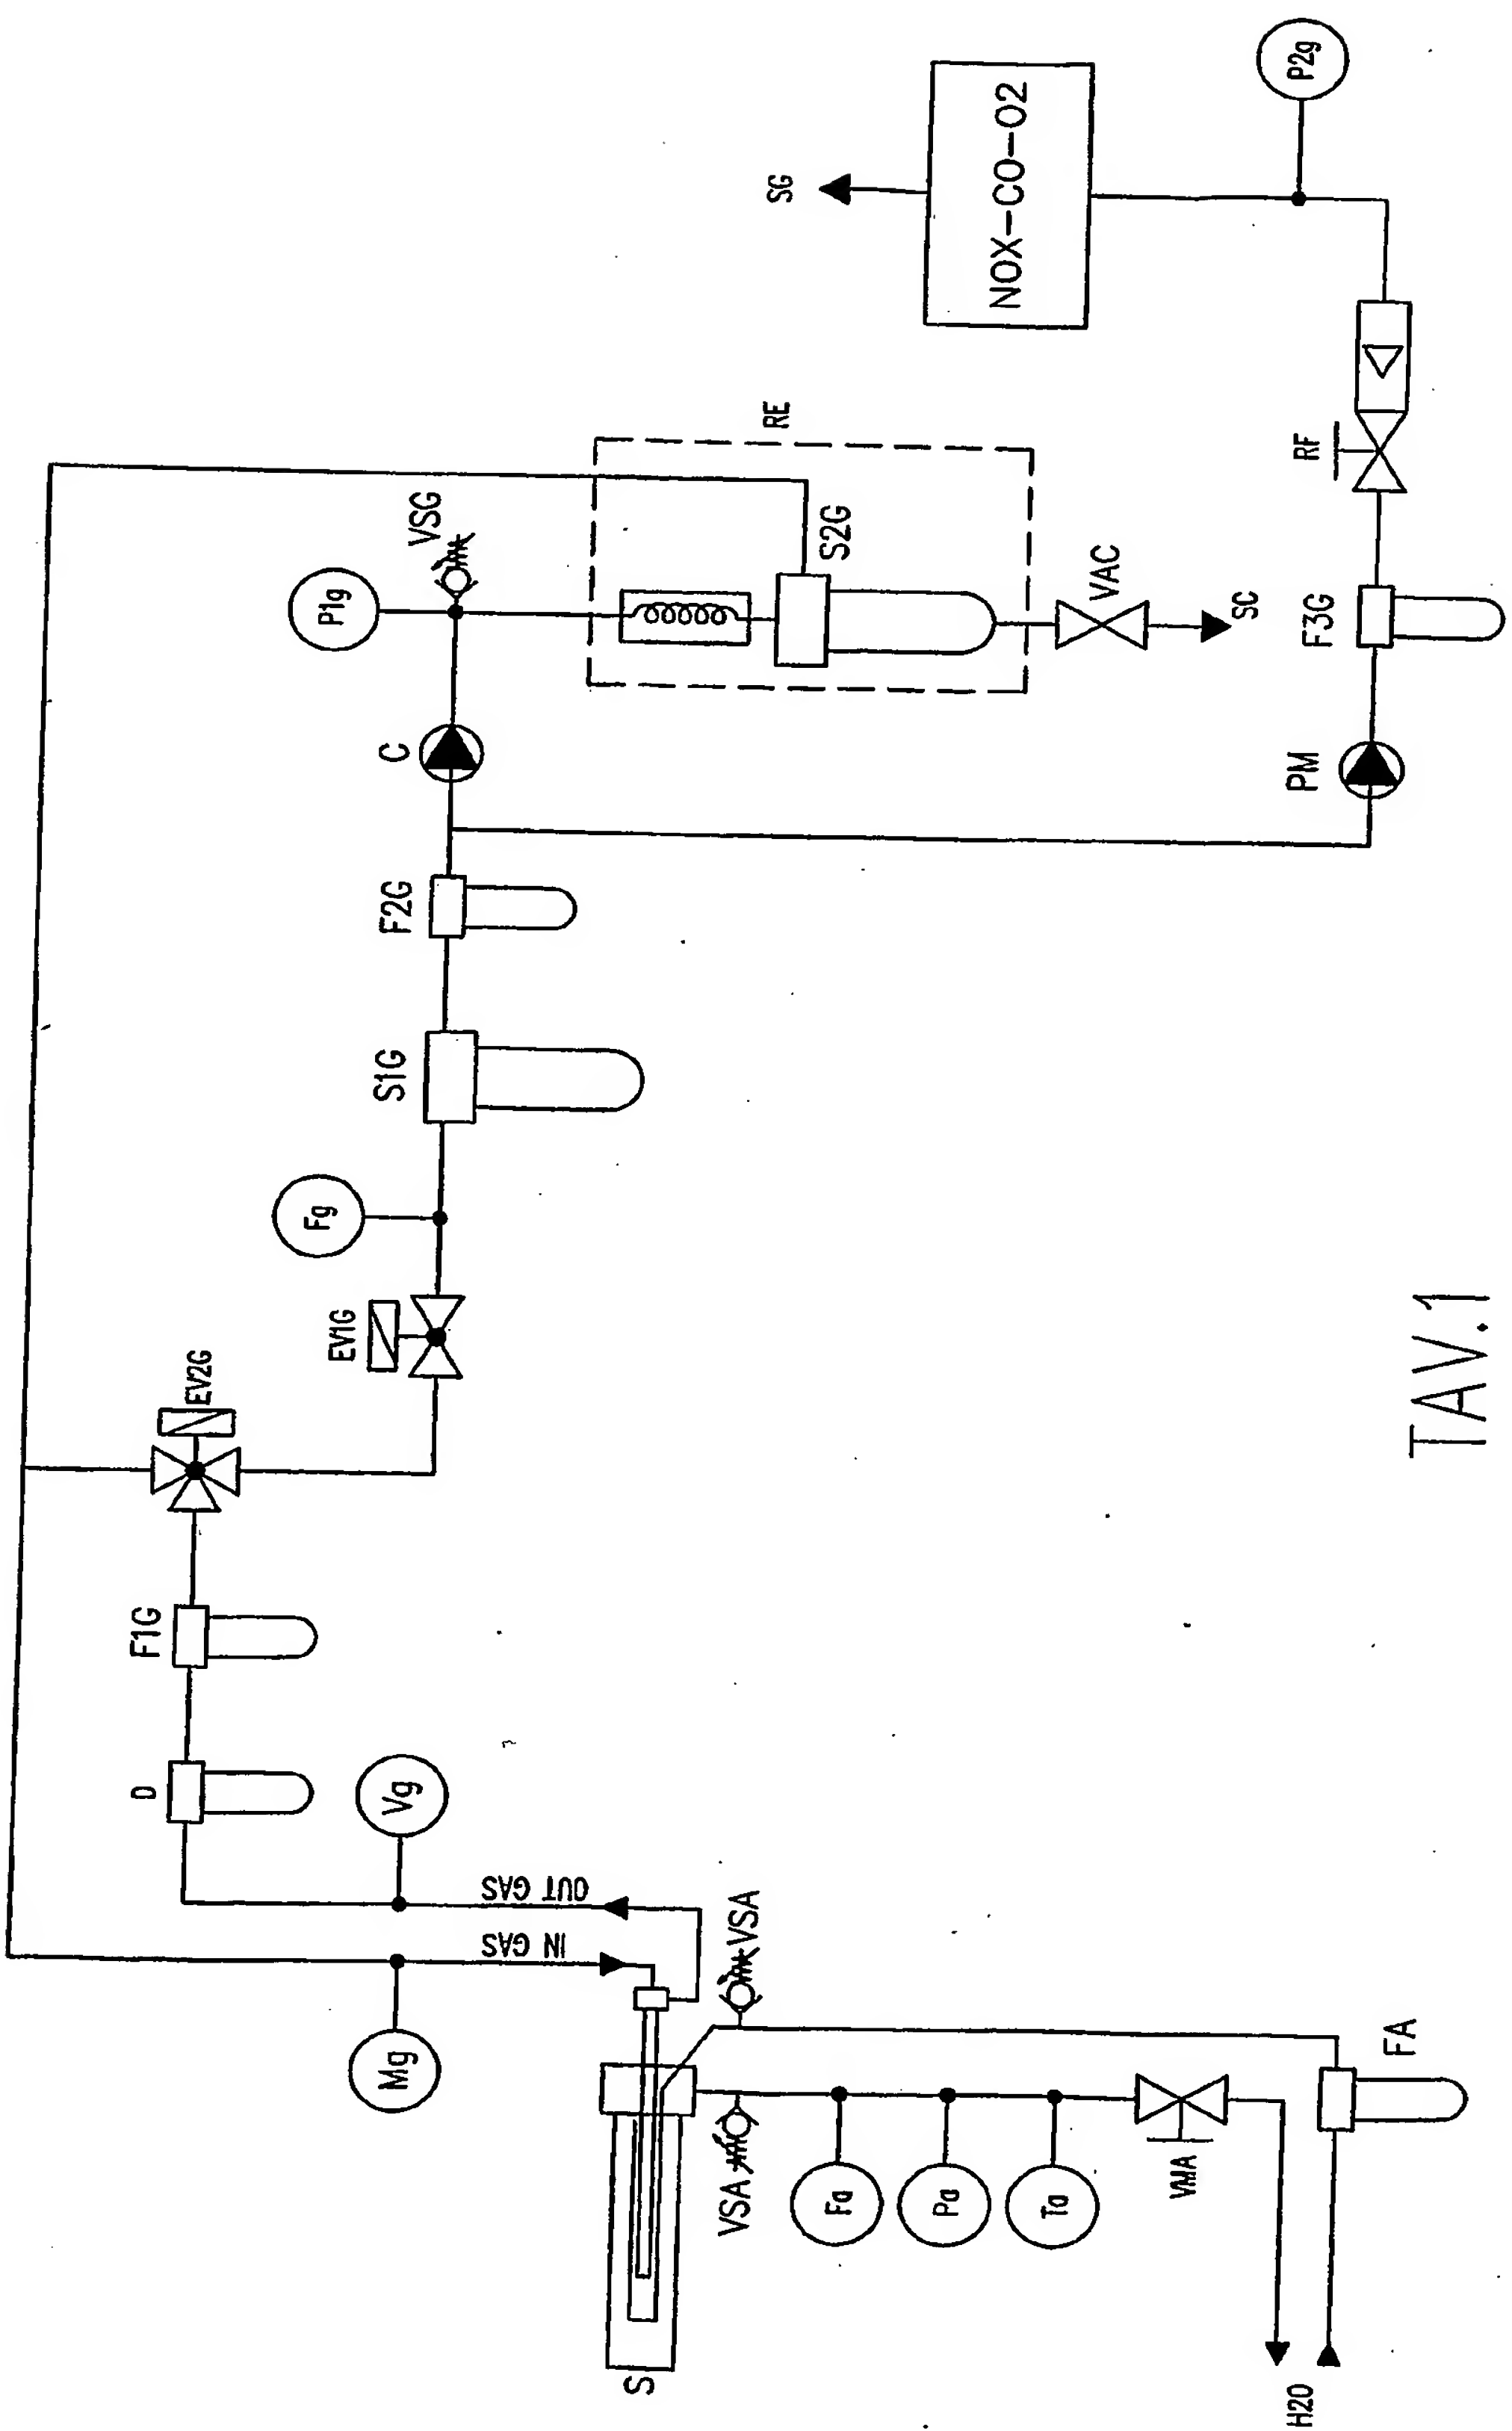 P2g
SG
NOX-CO-O2
RE
VSG
P1g
S2G
RF
VAC
SC
F3G
C
PM
F2G
S1G
Fg
EV1G
EV2G
TAV.1
F1G
D
Vg
OUT GAS
IN GAS
VSA
Mg
FA
VSA
Fa
Pa
Ta
VMA
S
H2O